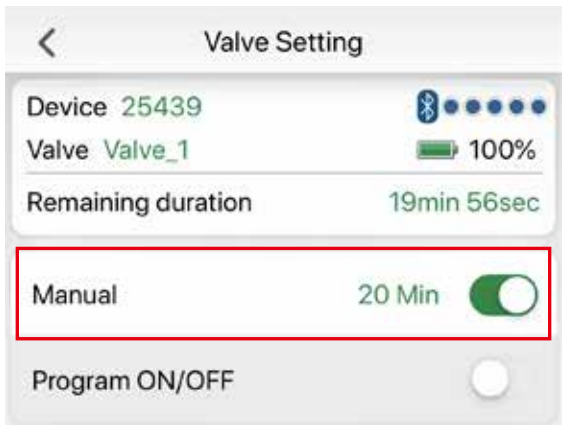 Valve Setting
Device 25439
Valve Valve_1 100%
Remaining duration 19min 56sec
Manual 20 Min
Program ON/OFF